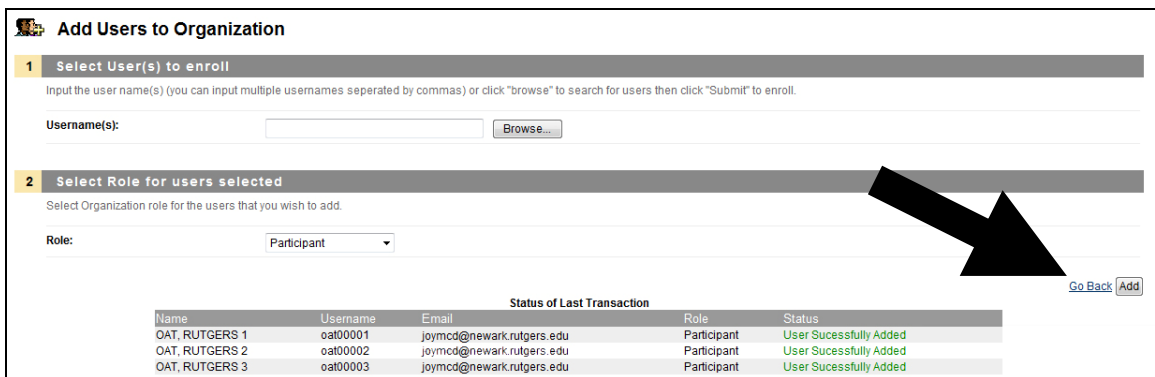 Add Users to Organization
1 Select User(s) to enroll
Input the user name(s) (you can input multiple usernames seperated by commas) or click "browse" to search for users then click "Submit" to enroll.
Username(s): Browse...
2 Select Role for users selected
Select Organization role for the users that you wish to add.
Role: Participant
Go Back Add
Status of Last Transaction
Name Username Email Role Status
OAT, RUTGERS 1 oat00001 joymcd@newark.rutgers.edu Participant User Sucessfully Added
OAT, RUTGERS 2 oat00002 joymcd@newark.rutgers.edu Participant User Sucessfully Added
OAT, RUTGERS 3 oat00003 joymcd@newark.rutgers.edu Participant User Sucessfully Added